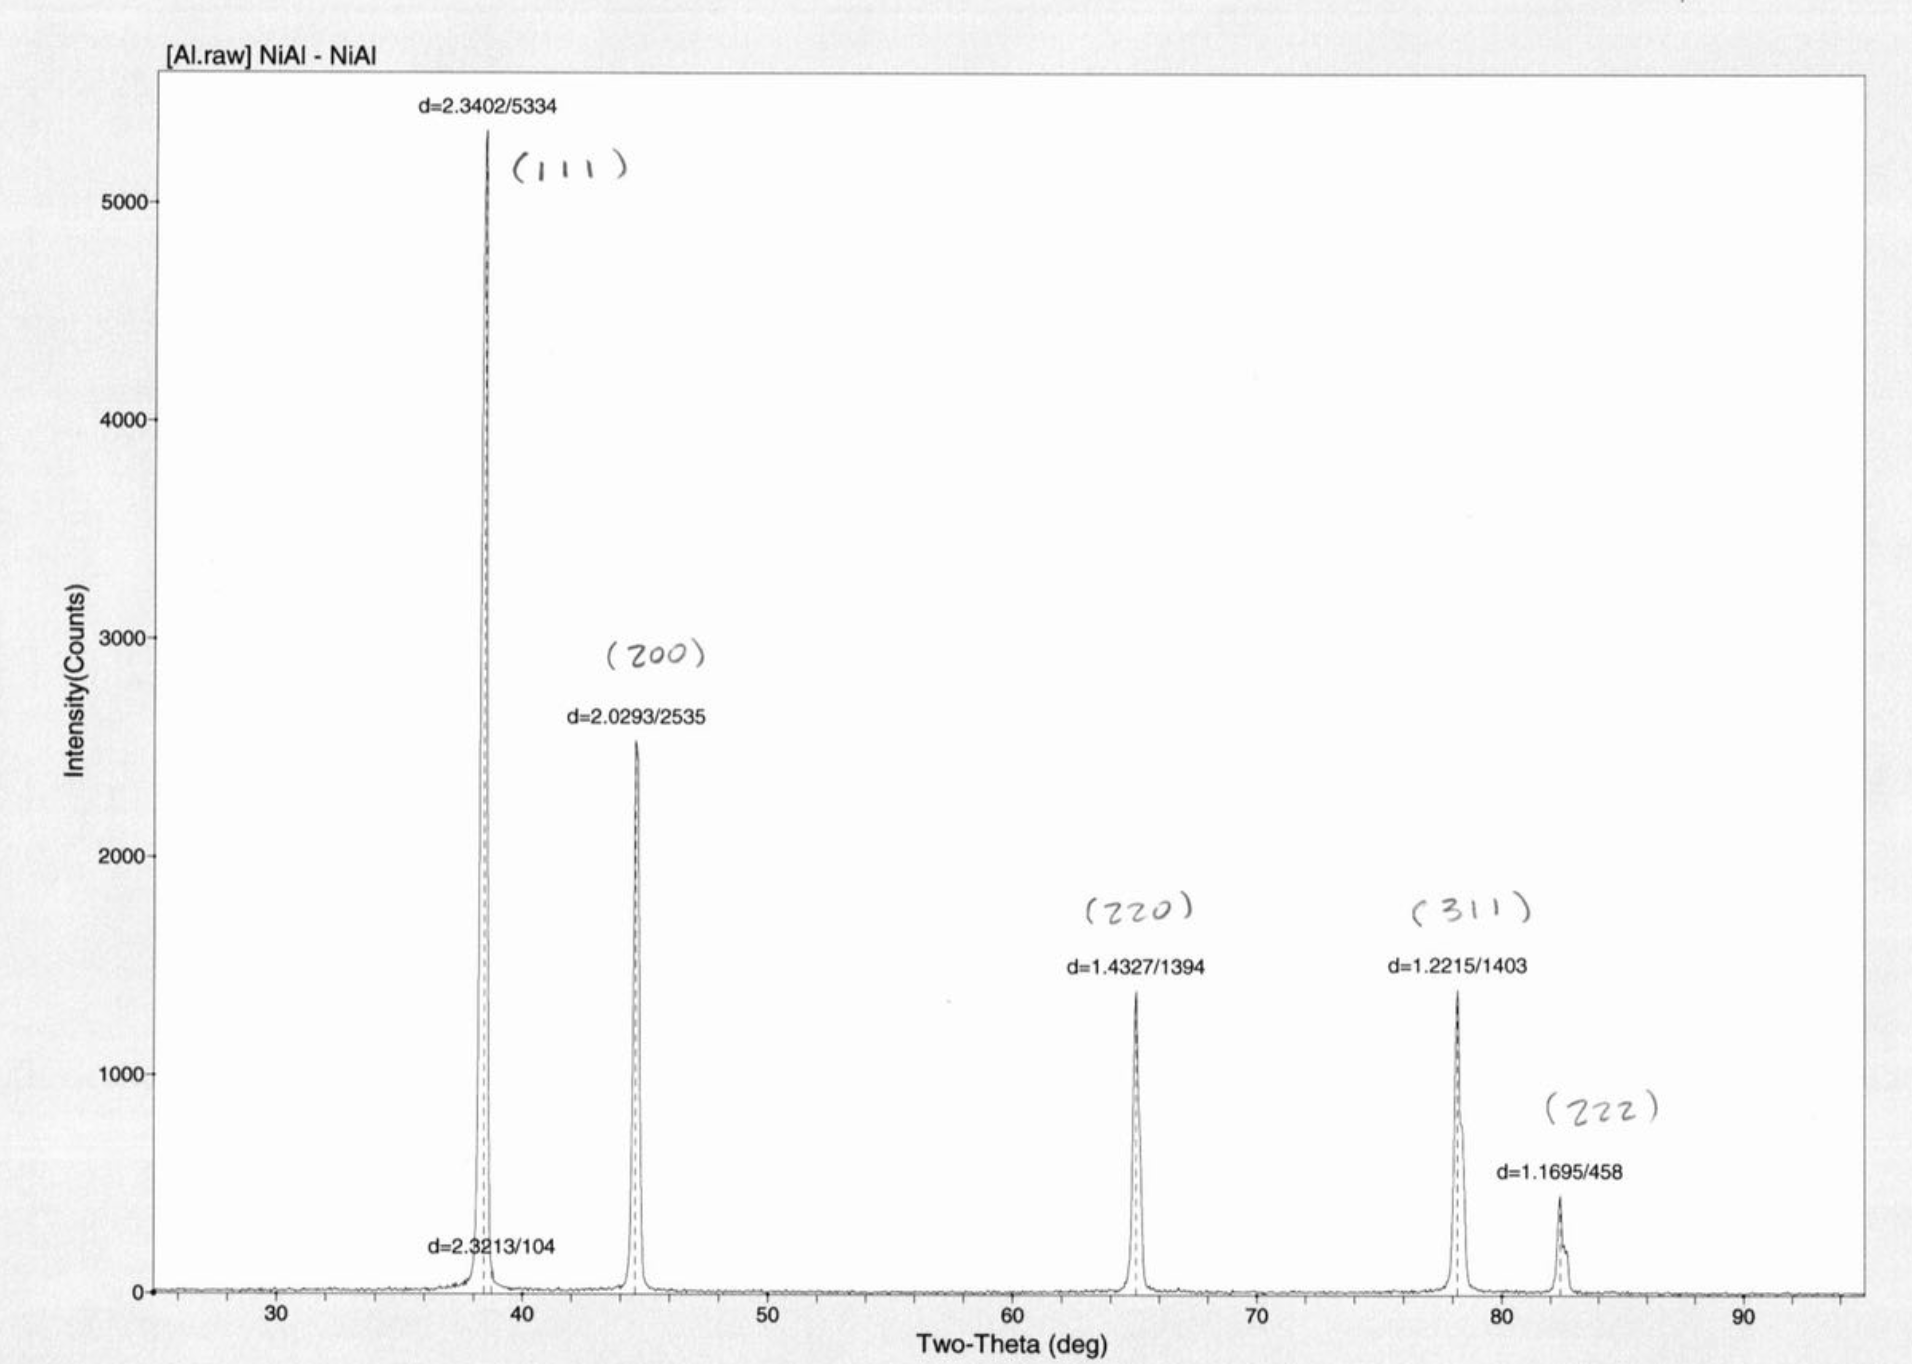 [Al.raw] NiAl - NiAl
d=2.3402/5334
(111)
5000
4000
Intensity(Counts)
3000
(200)
d=2.0293/2535
2000
(220)
(311)
d=1.4327/1394
d=1.2215/1403
1000
(222)
d=1.1695/458
d=2.3213/104
0
30 40 50 60 70 80 90
Two-Theta (deg)